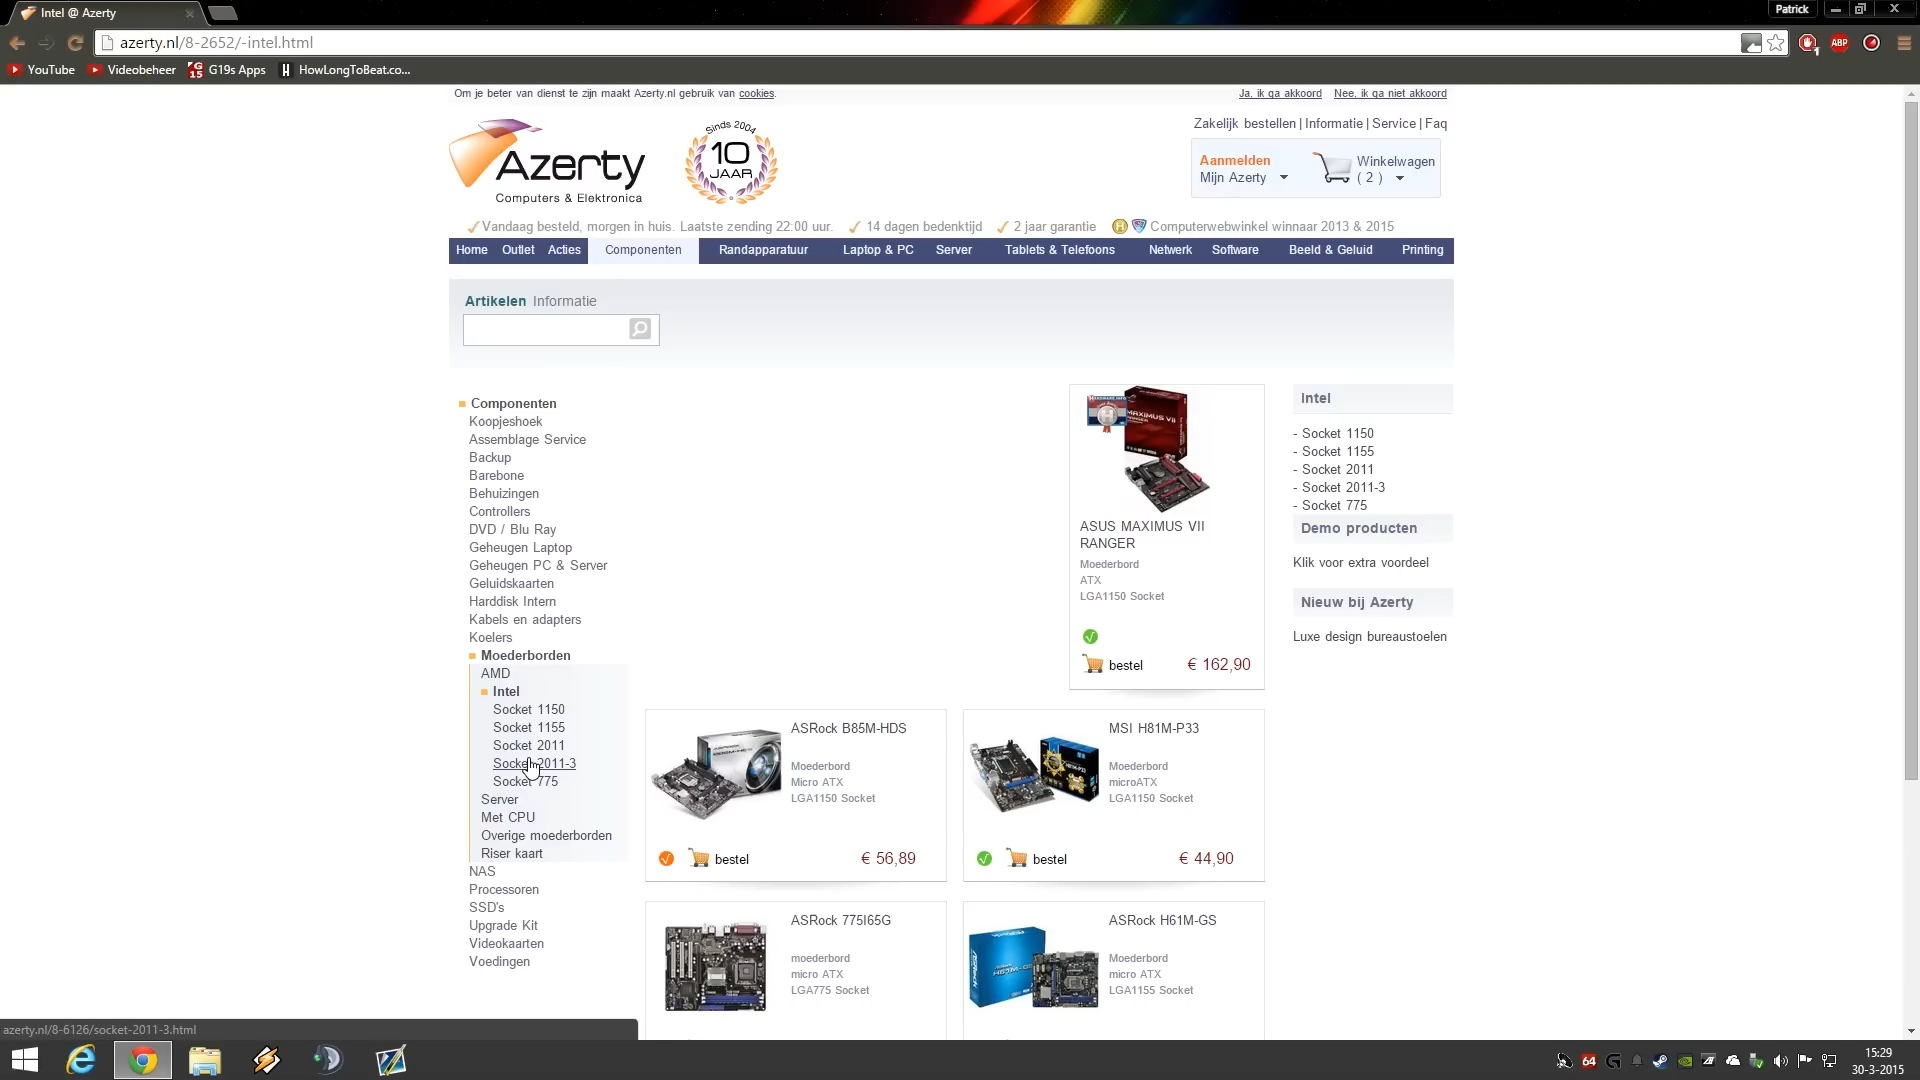 Intel @ Azerty
Patrick
azerty.nl/8-2652/-intel.html
ABP
YouTube
Videobeheer
G19s Apps
HowLongToBeat.co...
Om je beter van dienst te zijn maakt Azerty.nl gebruik van cookies.
Ja, ik ga akkoord
Nee, ik ga niet akkoord
Zakelijk bestellen | Informatie | Service | Faq
Azerty
Computers & Elektronica
Sinds 2004
10
JAAR
Aanmelden
Mijn Azerty
Winkelwagen
( 2 )
Vandaag besteld, morgen in huis. Laatste zending 22:00 uur.
14 dagen bedenktijd
2 jaar garantie
Computerwebwinkel winnaar 2013 & 2015
Home
Outlet
Acties
Componenten
Randapparatuur
Laptop & PC
Server
Tablets & Telefoons
Netwerk
Software
Beeld & Geluid
Printing
Artikelen
Informatie
Componenten
Koopjeshoek
Assemblage Service
Backup
Barebone
Behuizingen
Controllers
DVD / Blu Ray
Geheugen Laptop
Geheugen PC & Server
Geluidskaarten
Harddisk Intern
Kabels en adapters
Koelers
Moederborden
AMD
Intel
Socket 1150
Socket 1155
Socket 2011
Socket 2011-3
Socket 775
Server
Met CPU
Overige moederborden
Riser kaart
NAS
Processoren
SSD's
Upgrade Kit
Videokaarten
Voedingen
MAXIMUS VII
ASUS MAXIMUS VII
RANGER
Moederbord
ATX
LGA1150 Socket
bestel
€ 162,90
ASRock B85M-HDS
Moederbord
Micro ATX
LGA1150 Socket
bestel
€ 56,89
MSI H81M-P33
Moederbord
microATX
LGA1150 Socket
bestel
€ 44,90
ASRock 775I65G
moederbord
micro ATX
LGA775 Socket
ASRock H61M-GS
Moederbord
micro ATX
LGA1155 Socket
Intel
- Socket 1150
- Socket 1155
- Socket 2011
- Socket 2011-3
- Socket 775
Demo producten
Klik voor extra voordeel
Nieuw bij Azerty
Luxe design bureaustoelen
azerty.nl/8-6126/socket-2011-3.html
64
15:29
30-3-2015